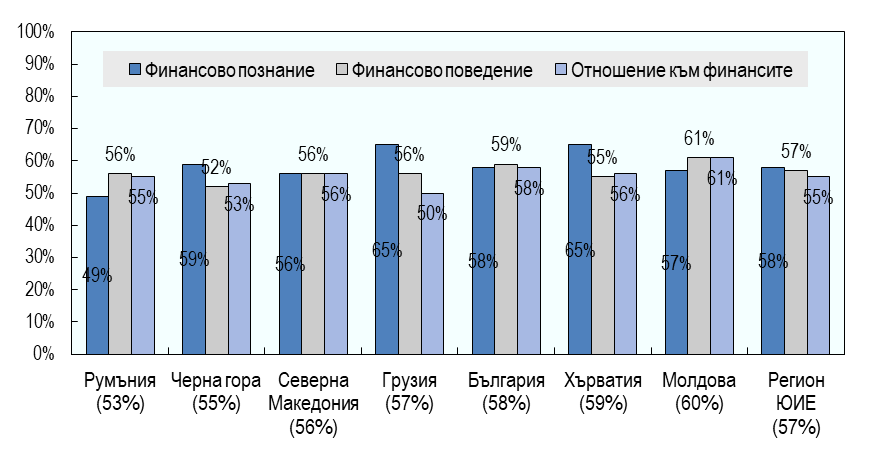 100%
90%
80%
70%
60%
50%
40%
30%
20%
10%
0%
Финансово познание Финансово поведение Отношение към финансите
49% 56% 55%
59% 52% 53%
56% 56% 56%
65% 56% 50%
58% 59% 58%
65% 55% 56%
57% 61% 61%
58% 57% 55%
Румъния
(53%)
Черна гора
(55%)
Северна
Македония
(56%)
Грузия
(57%)
България
(58%)
Хърватия
(59%)
Молдова
(60%)
Регион
ЮИЕ
(57%)